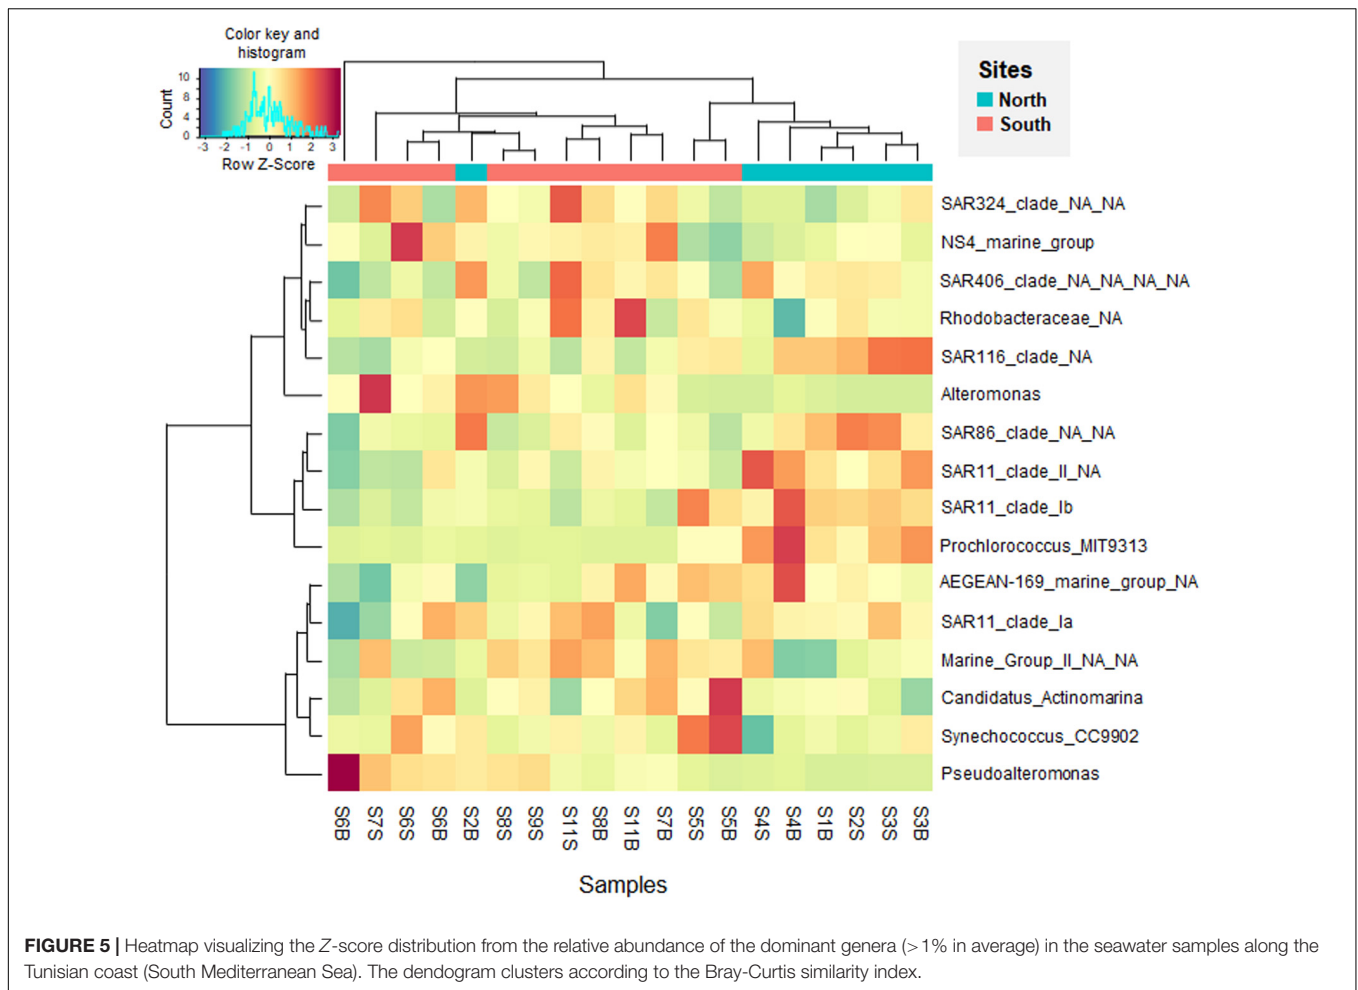 Color key and
histogram
Count
10
8
4
2
0
-3 -2 -1 0 1 2 3
Row Z-Score
Sites
North
South
SAR324_clade_NA_NA
NS4_marine_group
SAR406_clade_NA_NA_NA_NA
Rhodobacteraceae_NA
SAR116_clade_NA
Alteromonas
SAR86_clade_NA_NA
SAR11_clade_II_NA
SAR11_clade_Ib
Prochlorococcus_MIT9313
AEGEAN-169_marine_group_NA
SAR11_clade_Ia
Marine_Group_II_NA_NA
Candidatus_Actinomarina
Synechococcus_CC9902
Pseudoalteromonas
S6B S7S S6S S6B S2B S8S S9S S11S S8B S11B S7B S5S S5B S4S S4B S1B S2S S3S S3B
Samples
FIGURE 5 | Heatmap visualizing the Z-score distribution from the relative abundance of the dominant genera (>1% in average) in the seawater samples along the
Tunisian coast (South Mediterranean Sea). The dendogram clusters according to the Bray-Curtis similarity index.